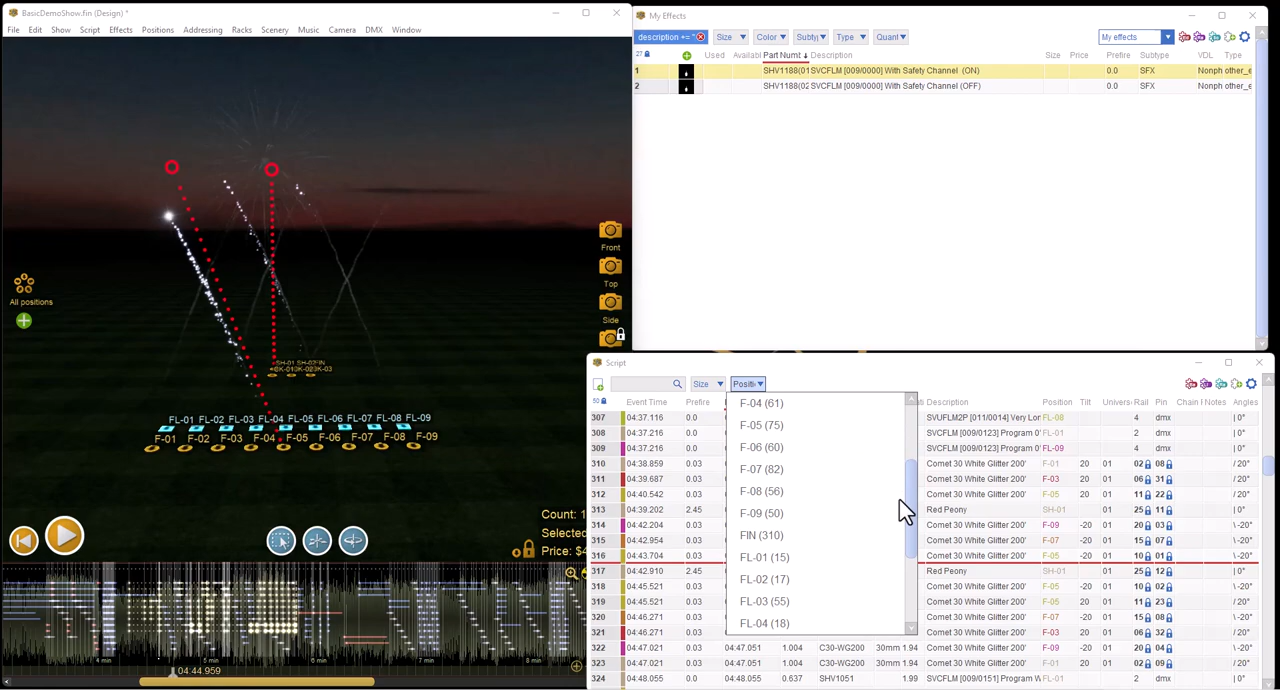 BasicDemoShow.fin (Design) *
File Edit Show Script Effects Positions Addressing Racks Scenery Music Camera DMX Window
Front
Top
Side
All positions
FL-01 FL-02 FL-03 FL-04 FL-05 FL-06 FL-07 FL-08 FL-09
F-01 F-02 F-03 F-04 F-05 F-06 F-07 F-08 F-09
Count: 1
Selected
Price: $4
4 min 5 min 6 min 7 min 8 min
04:44.959
My Effects
description += " Size Color Subty Type Quant My effects
27 Used Availab Part Numt ↓ Description Size Price Prefire Subtype VDL Type
1 SHV1188(01 SVCFLM [009/0000] With Safety Channel (ON) 0.0 SFX Nonph other_e
2 SHV1188(02 SVCFLM [009/0000] With Safety Channel (OFF) 0.0 SFX Nonph other_e
Script
Size Positi
50 Event Time Prefire Description Position Tilt Univers Rail Pin Chain I Notes Angles
307 04:37.116 0.0 SVUFLM2P [011/0014] Very Lor FL-08 4 dmx | 0°
308 04:37.216 0.0 SVCFLM [009/0123] Program 0' FL-01 2 dmx | 0°
309 04:37.216 0.0 SVCFLM [009/0123] Program 0' FL-09 4 dmx | 0°
310 04:38.859 0.03 Comet 30 White Glitter 200' F-01 20 01 02 08 / 20°
311 04:39.687 0.03 Comet 30 White Glitter 200' F-03 20 01 06 31 / 20°
312 04:40.542 0.03 Comet 30 White Glitter 200' F-05 20 01 11 22 / 20°
313 04:39.202 2.45 Red Peony SH-01 25 11 | 0°
314 04:42.204 0.03 Comet 30 White Glitter 200' F-09 -20 01 20 03 \ -20°
315 04:42.954 0.03 Comet 30 White Glitter 200' F-07 -20 01 15 07 \ -20°
316 04:43.704 0.03 Comet 30 White Glitter 200' F-05 -20 01 10 01 \ -20°
317 04:42.910 2.45 Red Peony SH-01 25 12 | 0°
318 04:45.521 0.03 Comet 30 White Glitter 200' F-05 -20 01 10 02 \ -20°
319 04:45.521 0.03 Comet 30 White Glitter 200' F-05 20 01 11 23 / 20°
320 04:46.271 0.03 Comet 30 White Glitter 200' F-07 -20 01 15 08 \ -20°
321 04:46.271 0.03 Comet 30 White Glitter 200' F-03 20 01 06 32 / 20°
322 04:47.021 0.03 04:47.051 1.004 C30-WG200 30mm 1.94 Comet 30 White Glitter 200' F-09 -20 01 20 04 \ -20°
323 04:47.021 0.03 04:47.051 1.004 C30-WG200 30mm 1.94 Comet 30 White Glitter 200' F-01 20 01 02 09 / 20°
324 04:48.055 0.0 04:48.055 0.637 SHV1051 1.99 SVCFLM [009/0151] Program W FL-01 2 dmx | 0°
F-04 (61)
F-05 (75)
F-06 (60)
F-07 (82)
F-08 (56)
F-09 (50)
FIN (310)
FL-01 (15)
FL-02 (17)
FL-03 (55)
FL-04 (18)